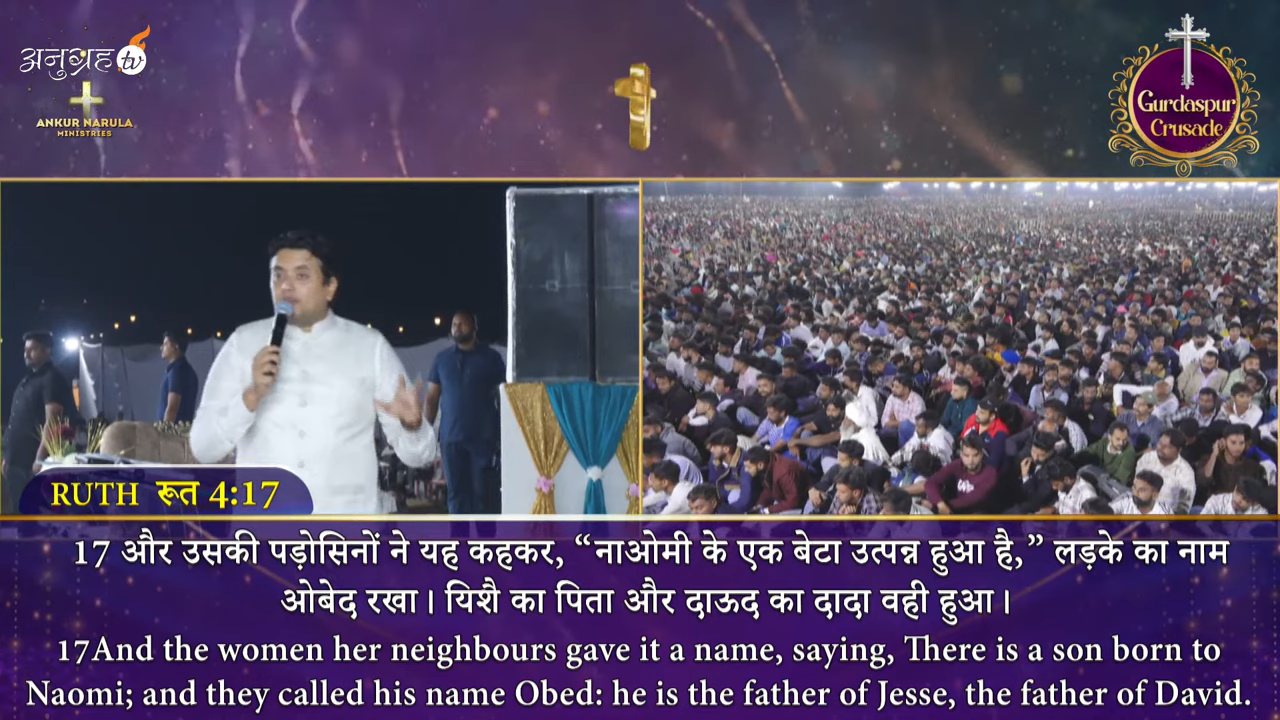 अनुग्रह tv
ANKUR NARULA
MINISTRIES
Gurdaspur
Crusade
RUTH रूत 4:17
17 और उसकी पड़ोसिनों ने यह कहकर, “नाओमी के एक बेटा उत्पन्न हुआ है,” लड़के का नाम
ओबेद रखा। यिशै का पिता और दाऊद का दादा वही हुआ।
17And the women her neighbours gave it a name, saying, There is a son born to
Naomi; and they called his name Obed: he is the father of Jesse, the father of David.